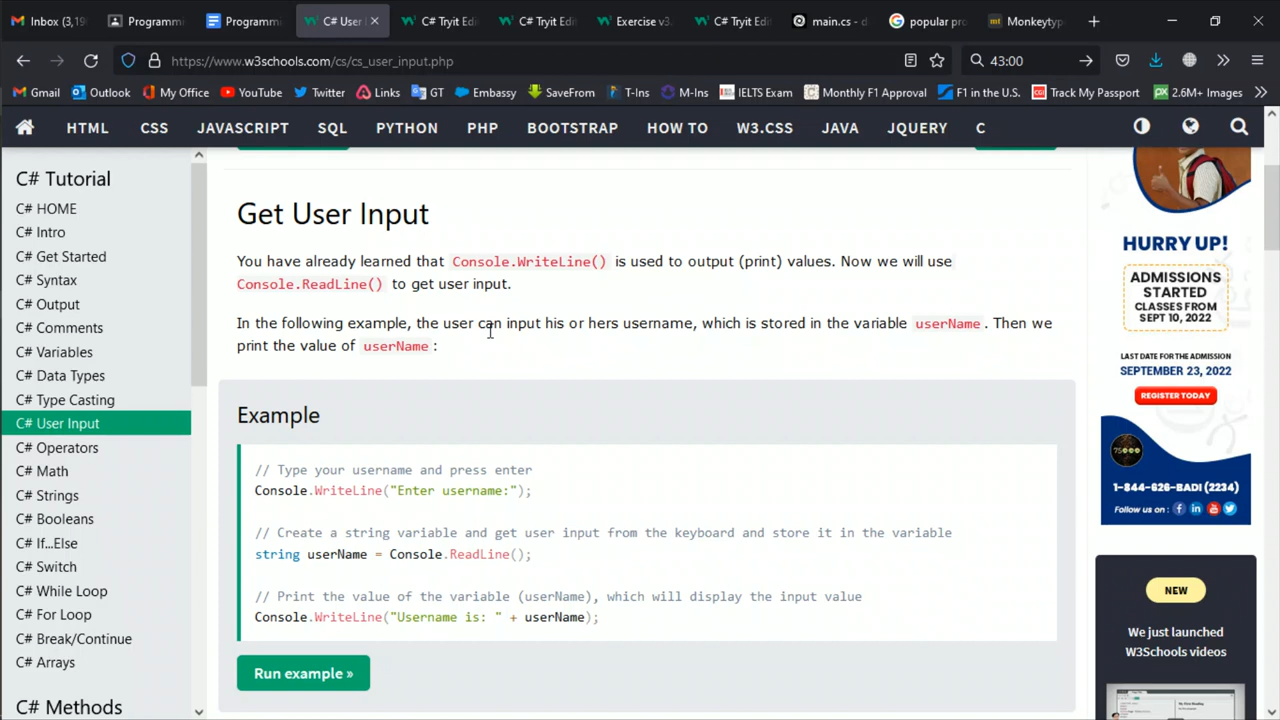 Inbox (3,19
Programmi
Programmi
C# User
C# Tryit Edi
C# Tryit Edi
Exercise v3.
C# Tryit Edi
main.cs - d
popular pro
Monkeytyp
https://www.w3schools.com/cs/cs_user_input.php
43:00
Gmail
Outlook
My Office
YouTube
Twitter
Links
GT
Embassy
SaveFrom
T-Ins
M-Ins
IELTS Exam
Monthly F1 Approval
F1 in the U.S.
Track My Passport
2.6M+ Images
HTML
CSS
JAVASCRIPT
SQL
PYTHON
PHP
BOOTSTRAP
HOW TO
W3.CSS
JAVA
JQUERY
C
C# Tutorial
C# HOME
C# Intro
C# Get Started
C# Syntax
C# Output
C# Comments
C# Variables
C# Data Types
C# Type Casting
C# User Input
C# Operators
C# Math
C# Strings
C# Booleans
C# If...Else
C# Switch
C# While Loop
C# For Loop
C# Break/Continue
C# Arrays
C# Methods
Get User Input
You have already learned that Console.WriteLine() is used to output (print) values. Now we will use
Console.ReadLine() to get user input.
In the following example, the user can input his or hers username, which is stored in the variable userName. Then we
print the value of userName:
Example
// Type your username and press enter
Console.WriteLine("Enter username:");
// Create a string variable and get user input from the keyboard and store it in the variable
string userName = Console.ReadLine();
// Print the value of the variable (userName), which will display the input value
Console.WriteLine("Username is: " + userName);
Run example »
HURRY UP!
ADMISSIONS
STARTED
CLASSES FROM
SEPT 10, 2022
LAST DATE FOR THE ADMISSION
SEPTEMBER 23, 2022
REGISTER TODAY
1-844-626-BADI (2234)
Follow us on :
NEW
We just launched
W3Schools videos